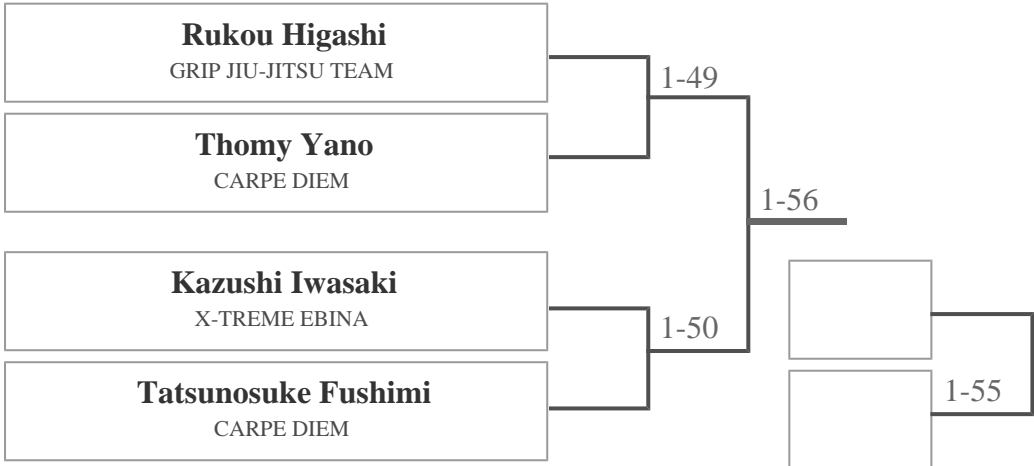 Rukou Higashi
GRIP JIU-JITSU TEAM
1-49
Thomy Yano
CARPE DIEM
1-56
Kazushi Iwasaki
X-TREME EBINA
1-50
Tatsunosuke Fushimi
CARPE DIEM
1-55